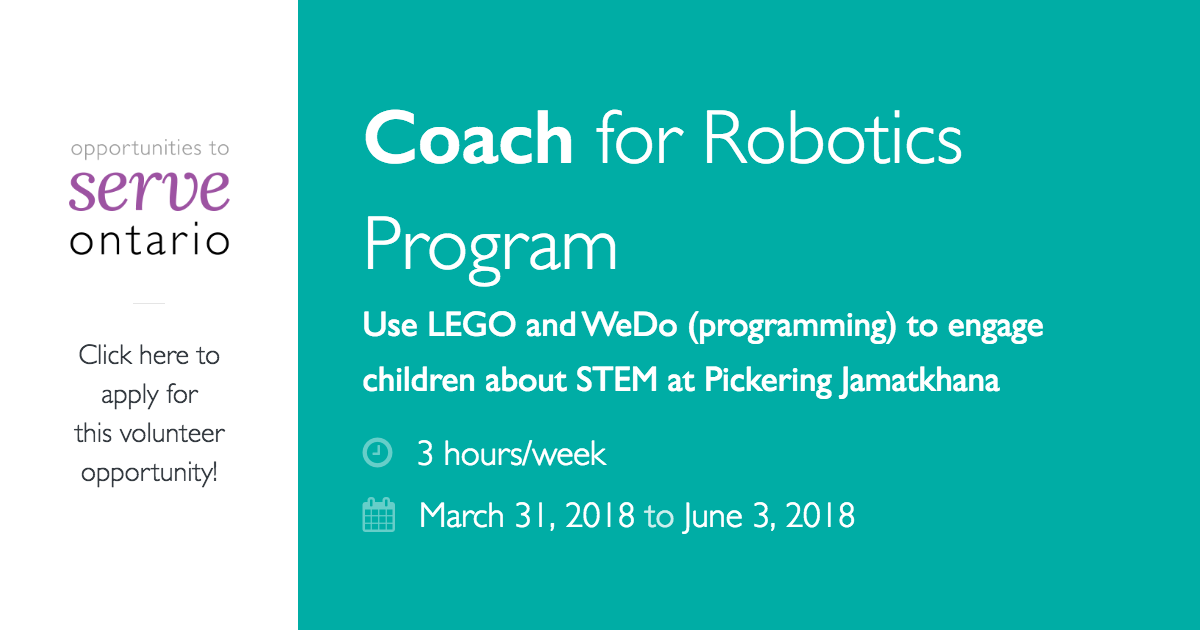 opportunities to
serve
ontario
Click here to
apply for
this volunteer
opportunity!
Coach for Robotics
Program
Use LEGO and WeDo (programming) to engage
children about STEM at Pickering Jamatkhana
3 hours/week
March 31, 2018 to June 3, 2018